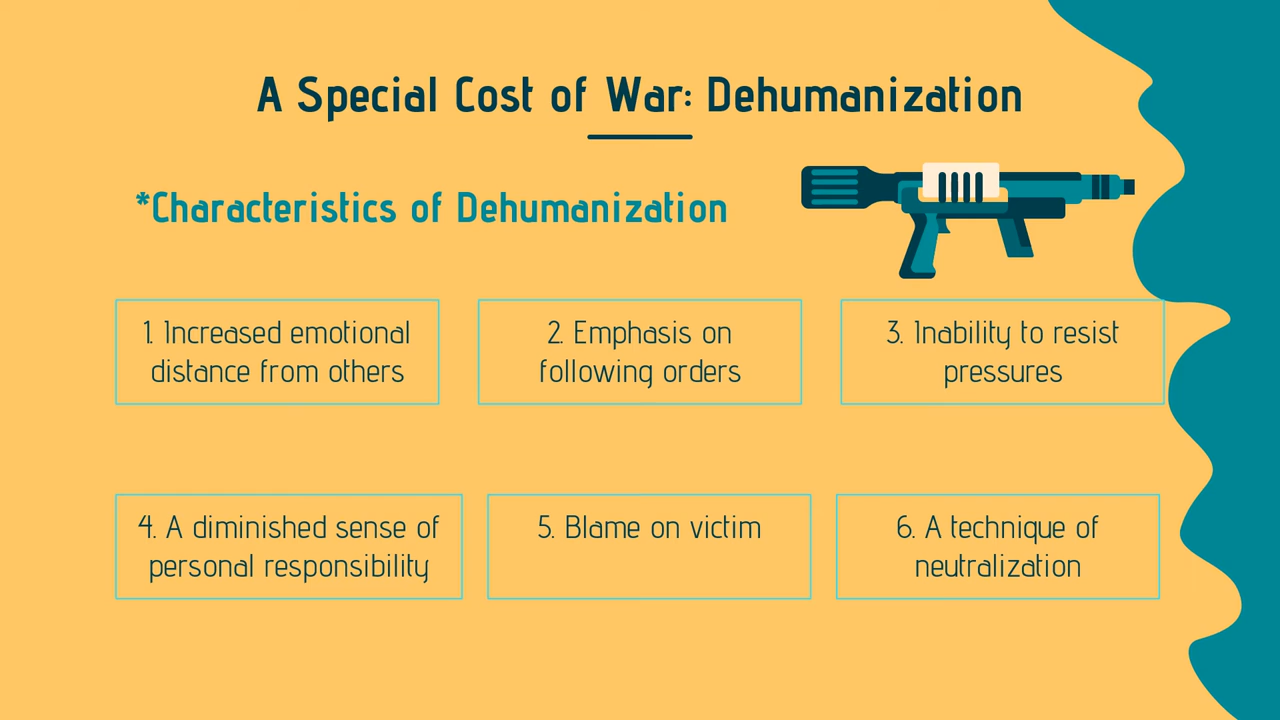 A Special Cost of War: Dehumanization
*Characteristics of Dehumanization
1. Increased emotional
distance from others
2. Emphasis on
following orders
3. Inability to resist
pressures
4. A diminished sense of
personal responsibility
5. Blame on victim
6. A technique of
neutralization